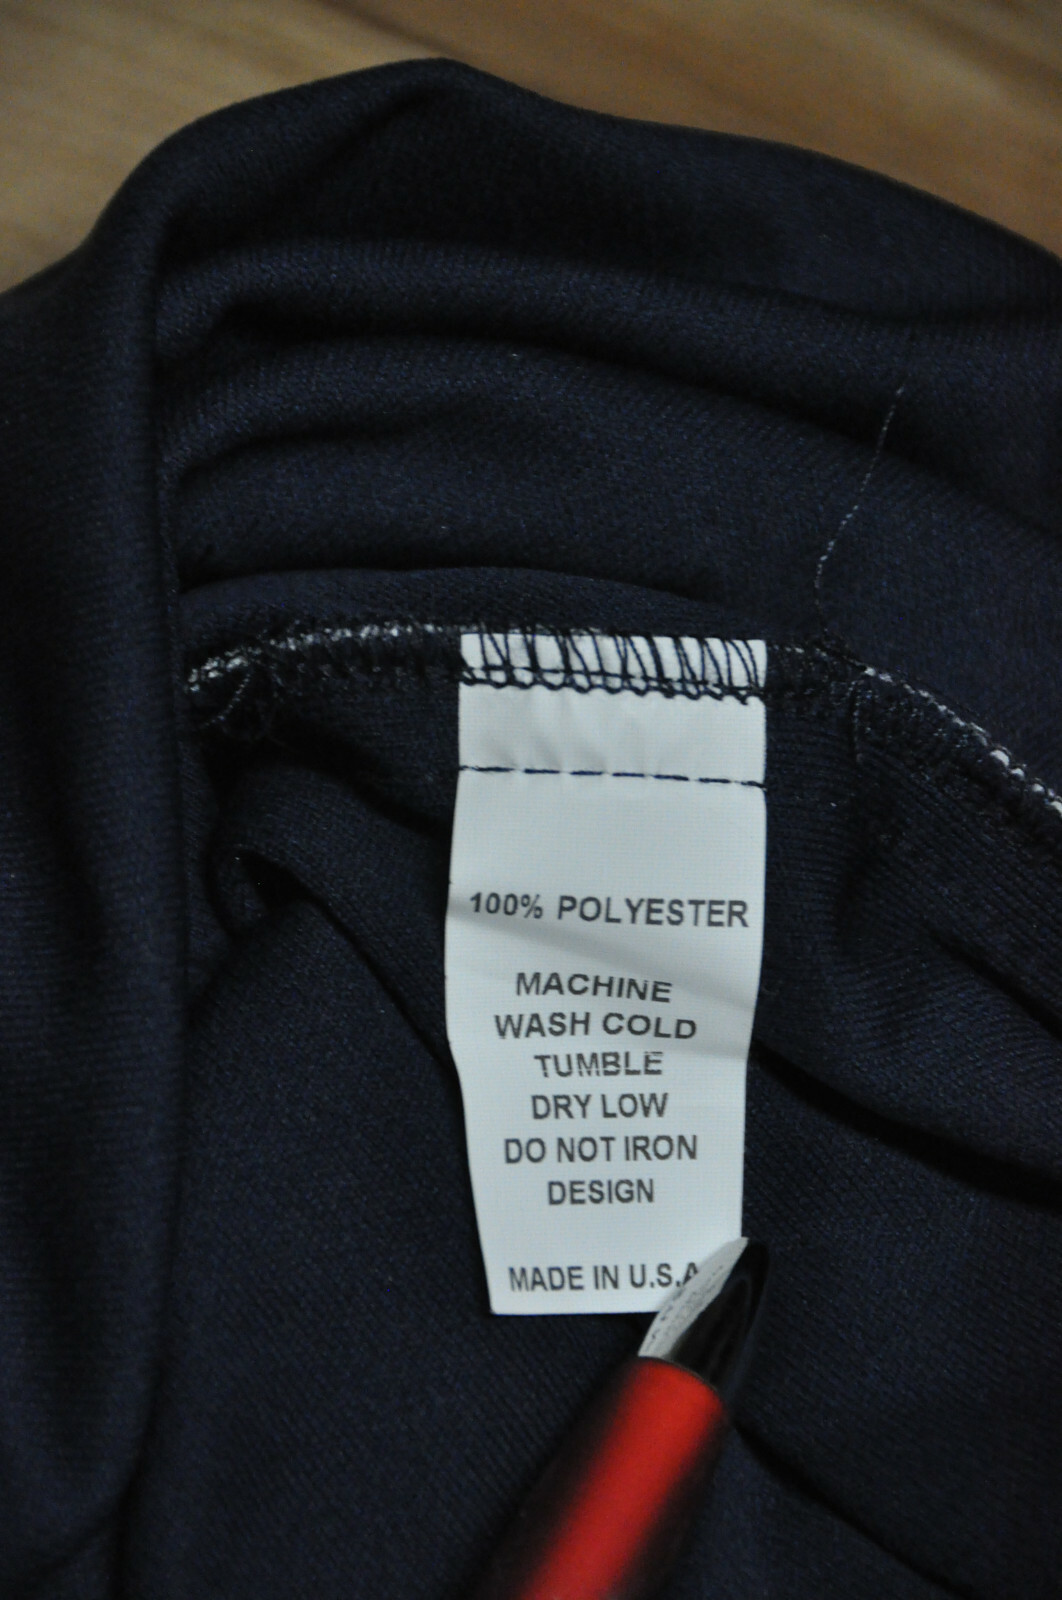 100% POLYESTER
MACHINE
WASH COLD
TUMBLE
DRY LOW
DO NOT IRON
DESIGN
MADE IN U.S.A